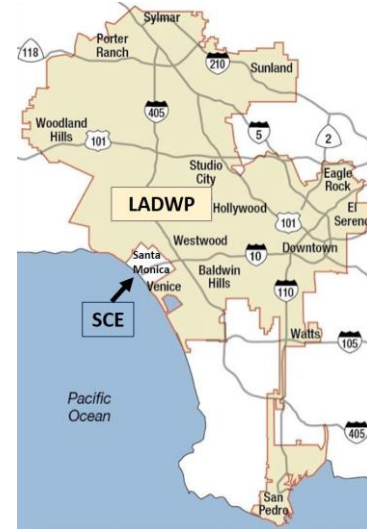 Sylmar
118
Porter
Ranch
210
Sunland
405
Woodland
Hills
101
5
2
Studio
City
Eagle
Rock
LADWP
Hollywood
101
El
Sereno
Westwood
10
Downtown
Santa
Monica
Baldwin
Hills
Venice
110
SCE
Watts
105
Pacific
Ocean
405
San
Pedro